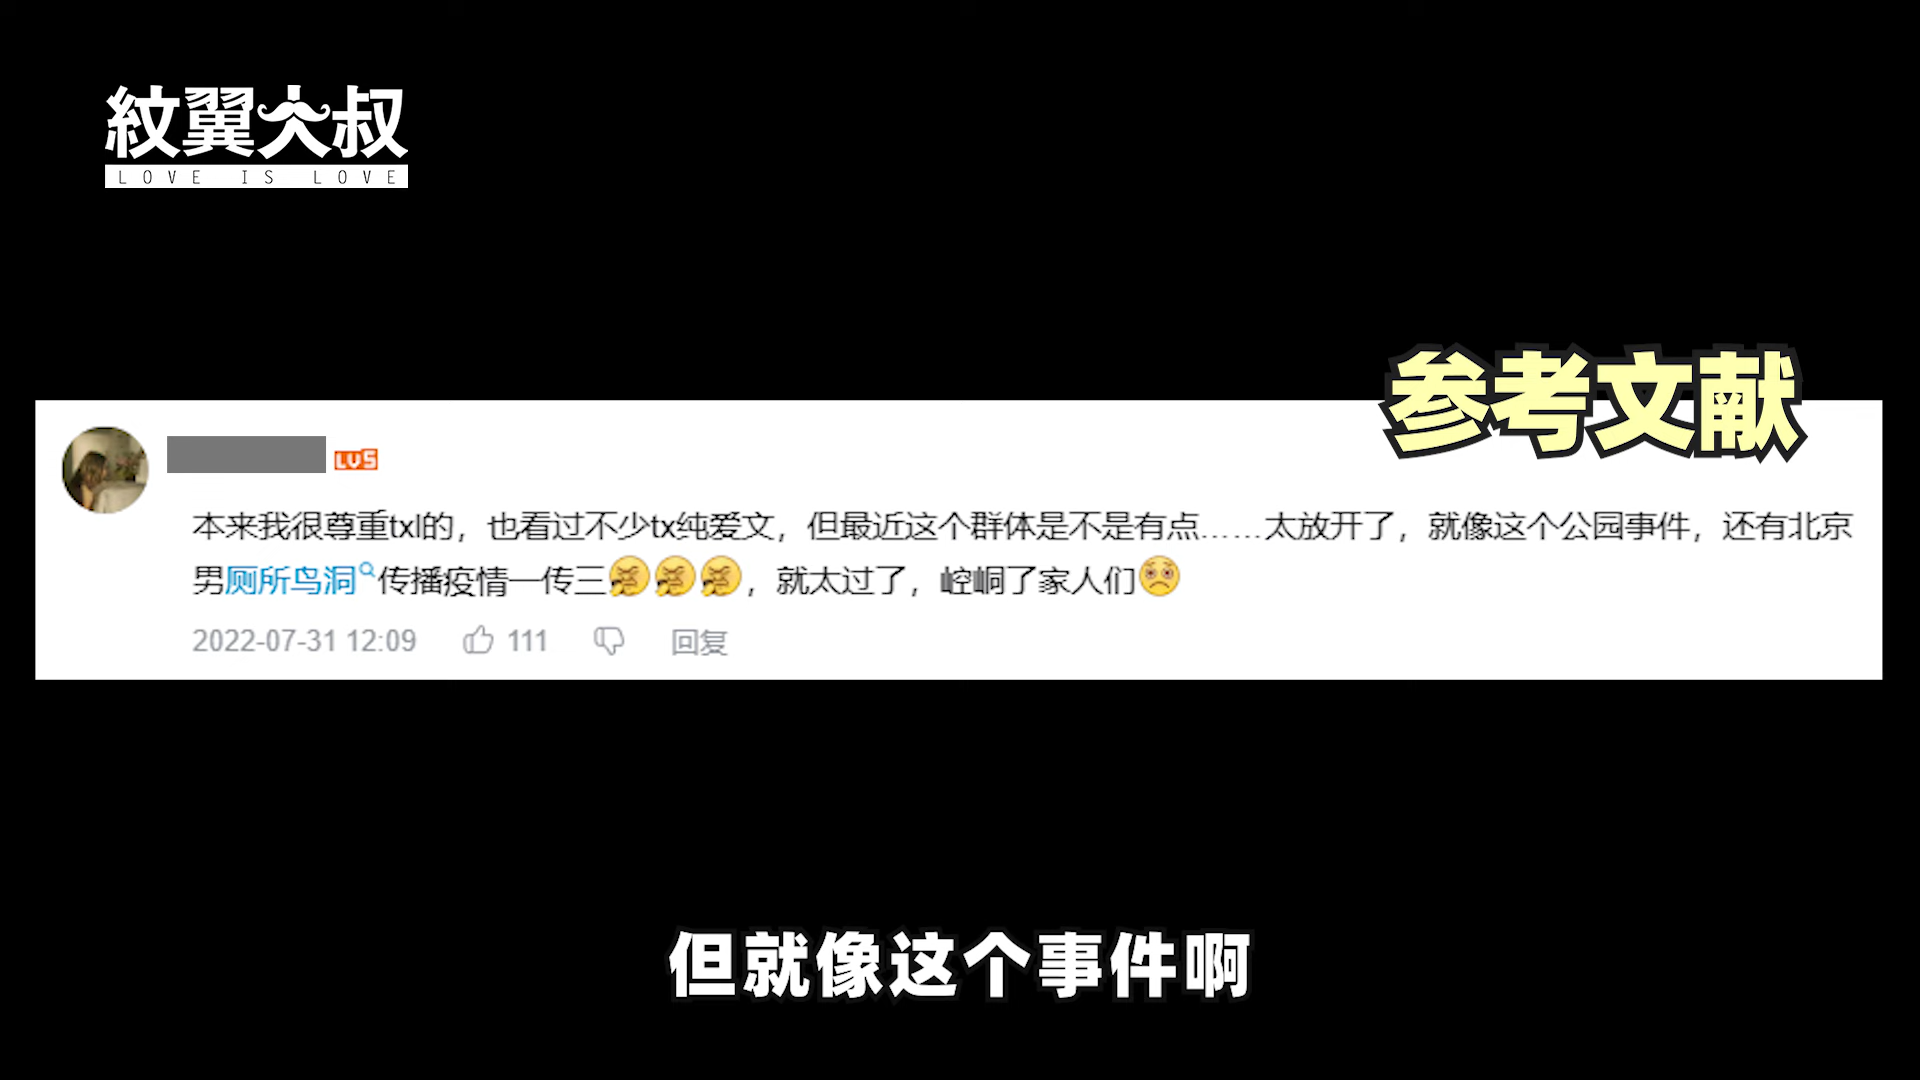 紋翼大叔
LOVE IS LOVE
参考文献
LV5
本来我很尊重txl的，也看过不少tx纯爱文，但最近这个群体是不是有点……太放开了，就像这个公园事件，还有北京
男厕所鸟洞传播疫情一传三，就太过了，崆峒了家人们
2022-07-31 12:09 111 回复
但就像这个事件啊